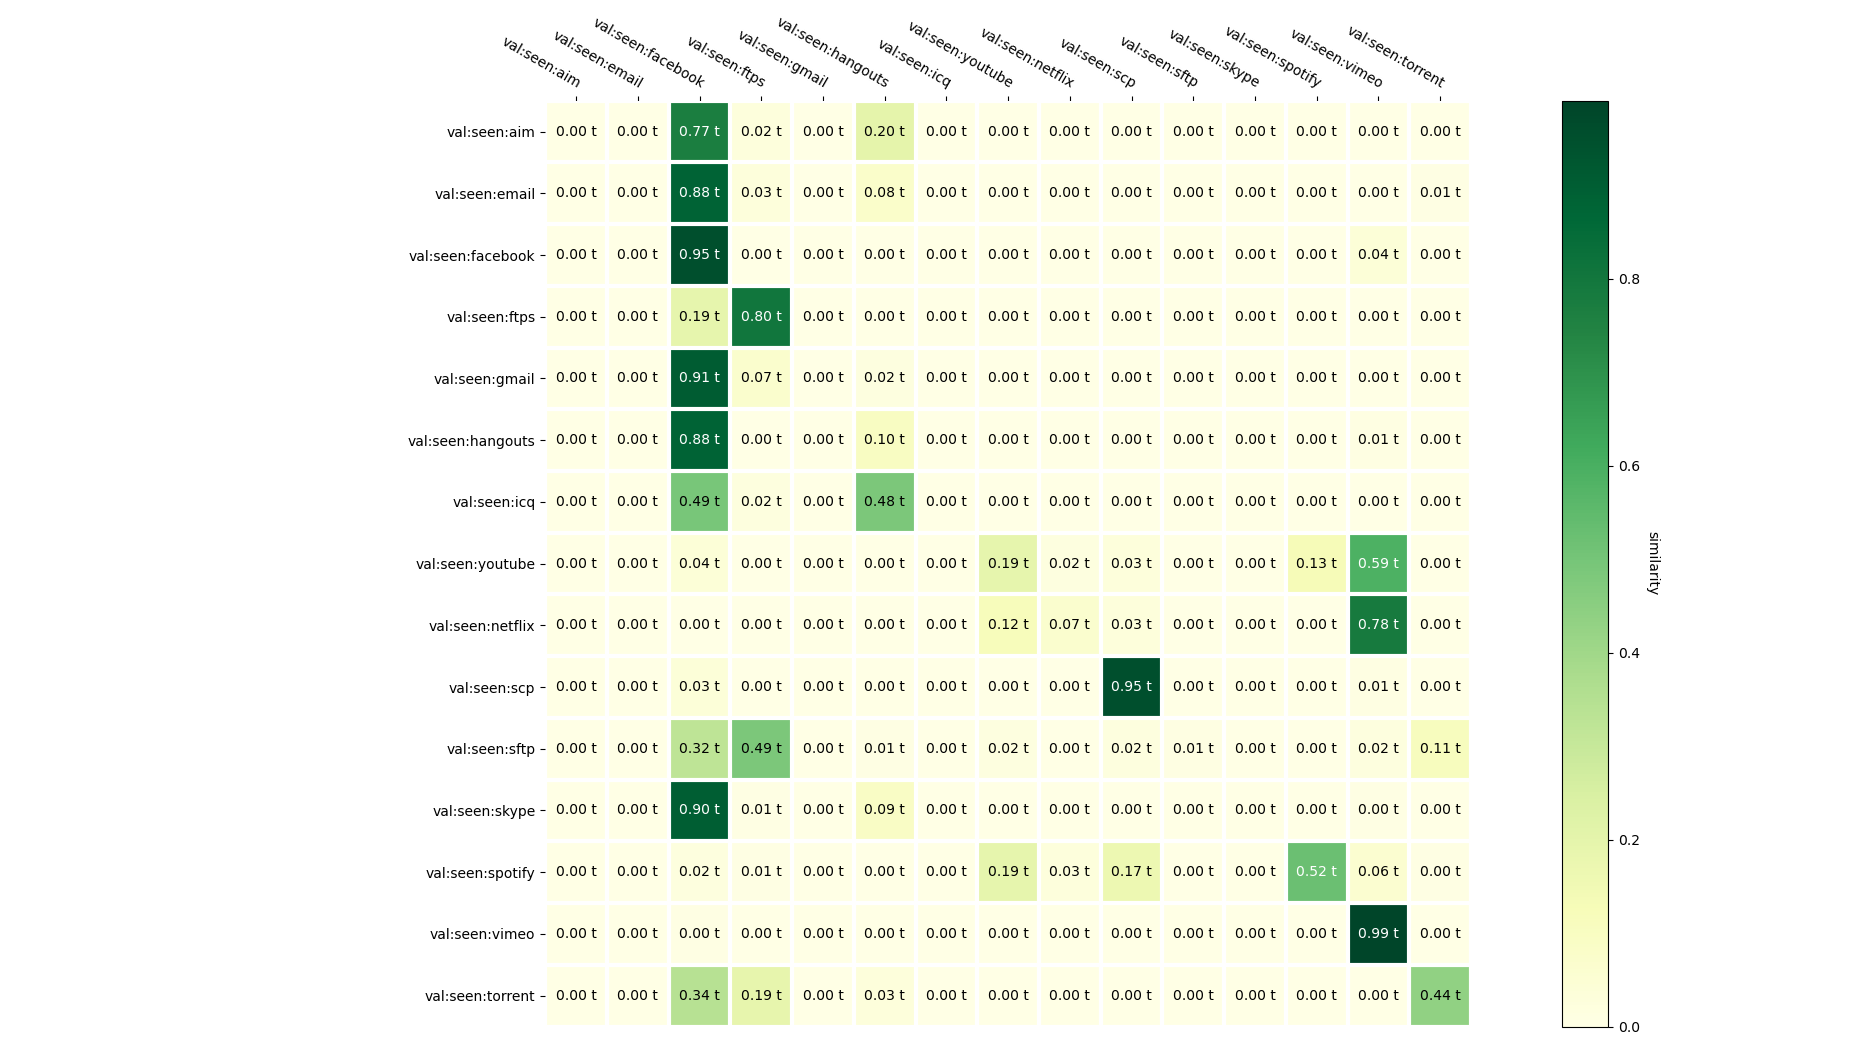 val:seen:aim
val:seen:email
val:seen:facebook
val:seen:ftps
val:seen:gmail
val:seen:hangouts
val:seen:icq
val:seen:youtube
val:seen:netflix
val:seen:scp
val:seen:sftp
val:seen:skype
val:seen:spotify
val:seen:vimeo
val:seen:torrent
val:seen:aim 0.00 t 0.00 t 0.77 t 0.02 t 0.00 t 0.20 t 0.00 t 0.00 t 0.00 t 0.00 t 0.00 t 0.00 t 0.00 t 0.00 t 0.00 t
val:seen:email 0.00 t 0.00 t 0.88 t 0.03 t 0.00 t 0.08 t 0.00 t 0.00 t 0.00 t 0.00 t 0.00 t 0.00 t 0.00 t 0.00 t 0.01 t
val:seen:facebook 0.00 t 0.00 t 0.95 t 0.00 t 0.00 t 0.00 t 0.00 t 0.00 t 0.00 t 0.00 t 0.00 t 0.00 t 0.00 t 0.04 t 0.00 t
val:seen:ftps 0.00 t 0.00 t 0.19 t 0.80 t 0.00 t 0.00 t 0.00 t 0.00 t 0.00 t 0.00 t 0.00 t 0.00 t 0.00 t 0.00 t 0.00 t
val:seen:gmail 0.00 t 0.00 t 0.91 t 0.07 t 0.00 t 0.02 t 0.00 t 0.00 t 0.00 t 0.00 t 0.00 t 0.00 t 0.00 t 0.00 t 0.00 t
val:seen:hangouts 0.00 t 0.00 t 0.88 t 0.00 t 0.00 t 0.10 t 0.00 t 0.00 t 0.00 t 0.00 t 0.00 t 0.00 t 0.00 t 0.01 t 0.00 t
val:seen:icq 0.00 t 0.00 t 0.49 t 0.02 t 0.00 t 0.48 t 0.00 t 0.00 t 0.00 t 0.00 t 0.00 t 0.00 t 0.00 t 0.00 t 0.00 t
val:seen:youtube 0.00 t 0.00 t 0.04 t 0.00 t 0.00 t 0.00 t 0.00 t 0.19 t 0.02 t 0.03 t 0.00 t 0.00 t 0.13 t 0.59 t 0.00 t
val:seen:netflix 0.00 t 0.00 t 0.00 t 0.00 t 0.00 t 0.00 t 0.00 t 0.12 t 0.07 t 0.03 t 0.00 t 0.00 t 0.00 t 0.78 t 0.00 t
val:seen:scp 0.00 t 0.00 t 0.03 t 0.00 t 0.00 t 0.00 t 0.00 t 0.00 t 0.00 t 0.95 t 0.00 t 0.00 t 0.00 t 0.01 t 0.00 t
val:seen:sftp 0.00 t 0.00 t 0.32 t 0.49 t 0.00 t 0.01 t 0.00 t 0.02 t 0.00 t 0.02 t 0.01 t 0.00 t 0.00 t 0.02 t 0.11 t
val:seen:skype 0.00 t 0.00 t 0.90 t 0.01 t 0.00 t 0.09 t 0.00 t 0.00 t 0.00 t 0.00 t 0.00 t 0.00 t 0.00 t 0.00 t 0.00 t
val:seen:spotify 0.00 t 0.00 t 0.02 t 0.01 t 0.00 t 0.00 t 0.00 t 0.19 t 0.03 t 0.17 t 0.00 t 0.00 t 0.52 t 0.06 t 0.00 t
val:seen:vimeo 0.00 t 0.00 t 0.00 t 0.00 t 0.00 t 0.00 t 0.00 t 0.00 t 0.00 t 0.00 t 0.00 t 0.00 t 0.00 t 0.99 t 0.00 t
val:seen:torrent 0.00 t 0.00 t 0.34 t 0.19 t 0.00 t 0.03 t 0.00 t 0.00 t 0.00 t 0.00 t 0.00 t 0.00 t 0.00 t 0.00 t 0.44 t
0.8
0.6
0.4
0.2
0.0
similarity